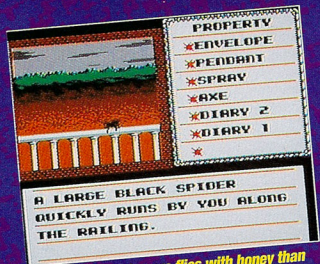 PROPERTY
ENVELOPE
PENDANT
SPRAY
AXE
DIARY 2
DIARY 1
A LARGE BLACK SPIDER
QUICKLY RUNS BY YOU ALONG
THE RAILING.
flies with honey than